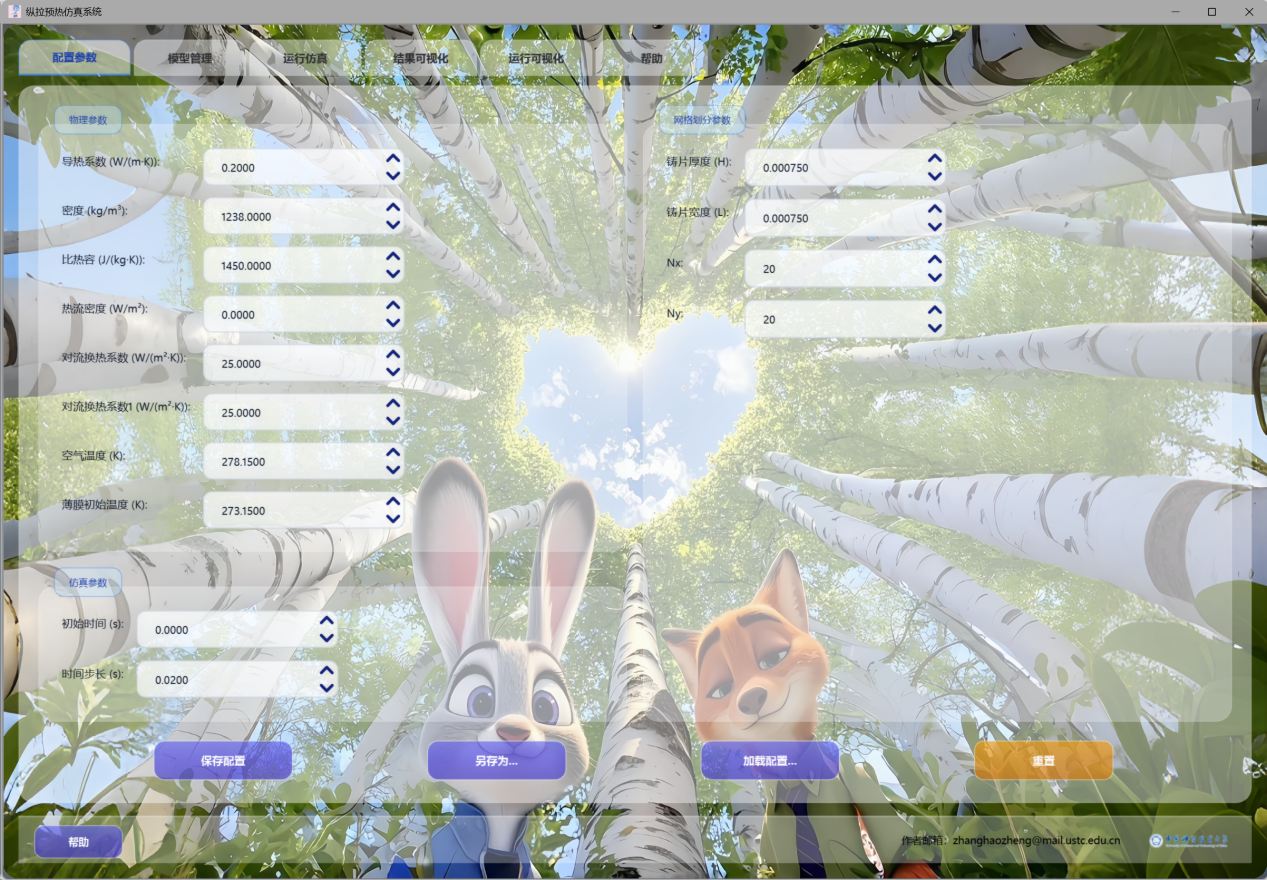 纵拉预热仿真系统
配置参数 模型管理 运行仿真 结果可视化 运行可视化 帮助
物理参数
导热系数 (W/(m·K)): 0.2000
密度 (kg/m³): 1238.0000
比热容 (J/(kg·K)): 1450.0000
热流密度 (W/m²): 0.0000
对流换热系数 (W/(m²·K)): 25.0000
对流换热系数1 (W/(m²·K)): 25.0000
空气温度 (K): 278.1500
薄膜初始温度 (K): 273.1500
网格划分参数
铸片厚度 (H): 0.000750
铸片宽度 (L): 0.000750
Nx: 20
Ny: 20
仿真参数
初始时间 (s): 0.0000
时间步长 (s): 0.0200
保存配置 另存为... 加载配置... 重置
帮助
作者邮箱: zhanghaozheng@mail.ustc.edu.cn